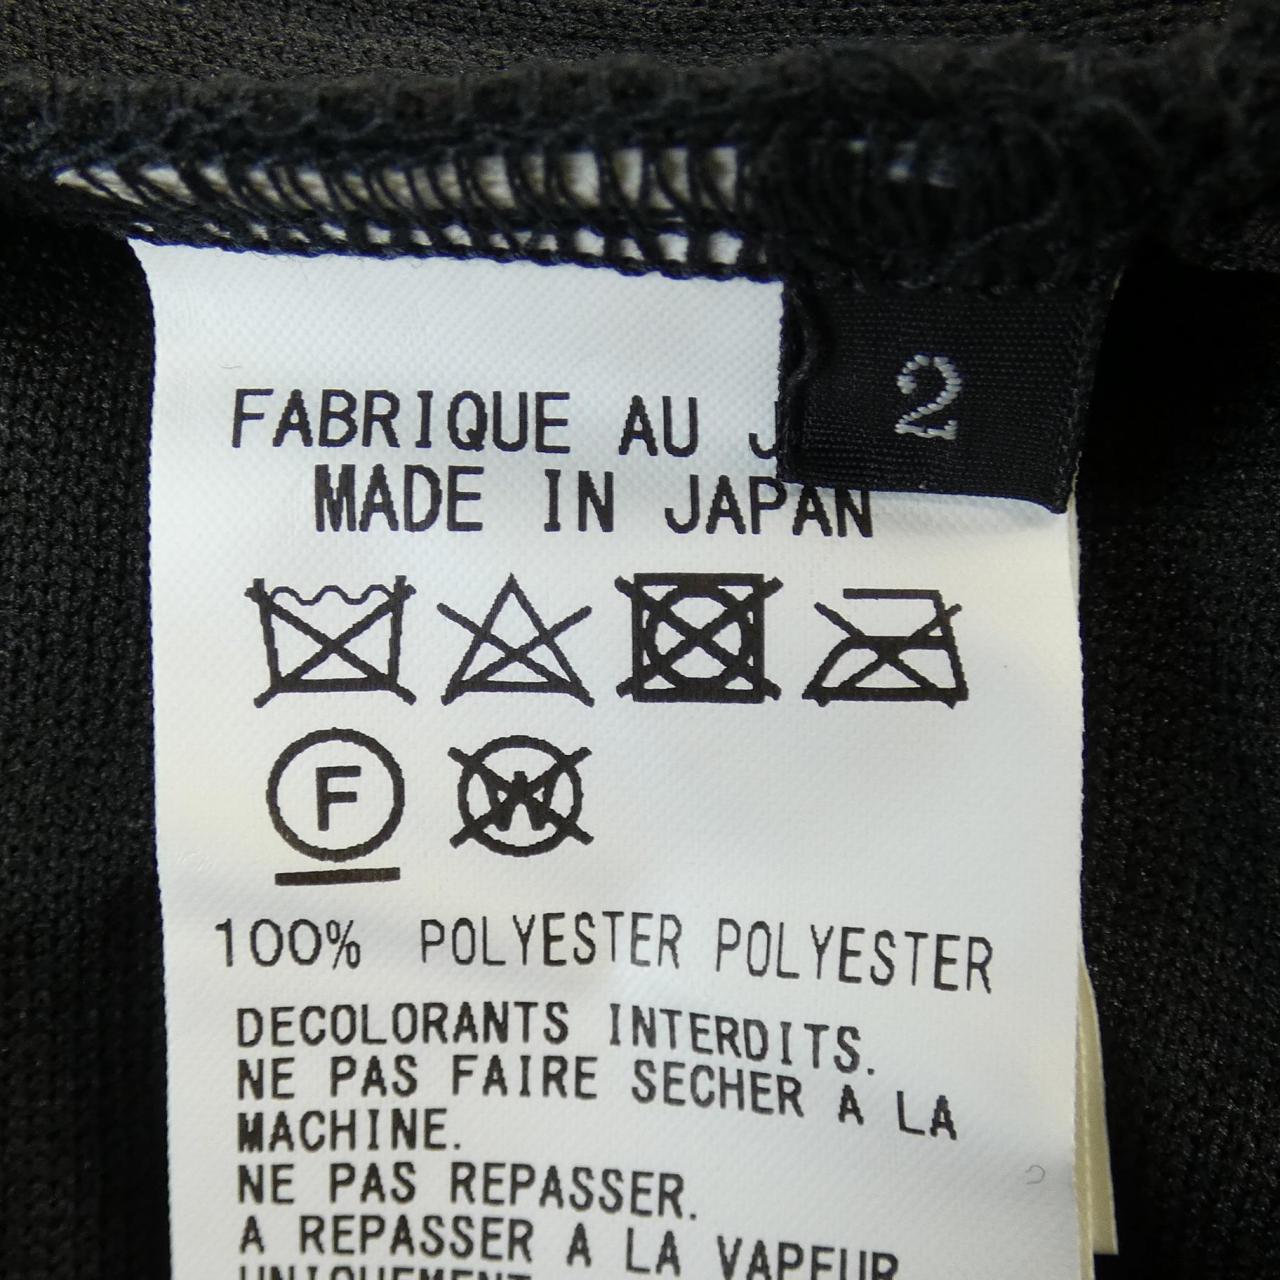 2
FABRIQUE AU J
MADE IN JAPAN
F
W
100% POLYESTER POLYESTER
DECOLORANTS INTERDITS.
NE PAS FAIRE SECHER A LA
MACHINE.
NE PAS REPASSER.
A REPASSER A LA VAPEUR
UNIQUEMENT